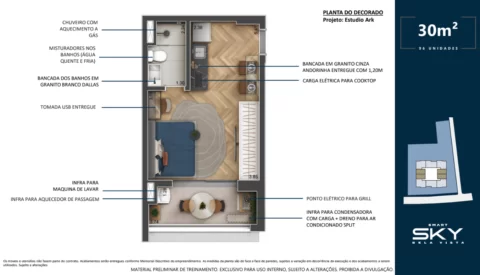 PLANTA DO DECORADO
Projeto: Estudio Ark
30m²
56 UNIDADES
CHUVEIRO COM
AQUECIMENTO A
GÁS
MISTURADORES NOS
BANHOS (ÁGUA
QUENTE E FRIA)
BANCADA DOS BANHOS EM
GRANITO BRANCO DALLAS
TOMADA USB ENTREGUE
INFRA PARA
MAQUINA DE LAVAR
INFRA PARA AQUECEDOR DE PASSAGEM
BANCADA EM GRANITO CINZA
ANDORINHA ENTREGUE COM 1,20M
CARGA ELÉTRICA PARA COOKTOP
PONTO ELÉTRICO PARA GRILL
INFRA PARA CONDENSADORA
COM CARGA + DRENO PARA AR
CONDICIONADO SPLIT
SMART
SKY
BELA VISTA
MATERIAL PRELIMINAR DE TREINAMENTO. EXCLUSIVO PARA USO INTERNO, SUJEITO A ALTERAÇÕES. PROIBIDA A DIVULGAÇÃO.